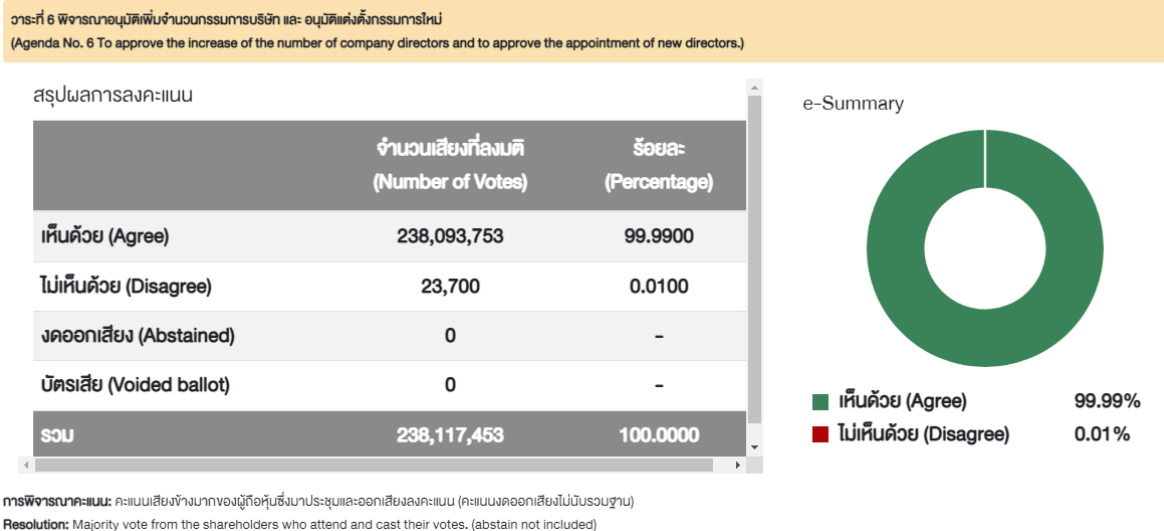 วาระที่ 6 พิจารณาอนุมัติเพิ่มจำนวนกรรมการบริษัท และ อนุมัติแต่งตั้งกรรมการใหม่
(Agenda No. 6 To approve the increase of the number of company directors and to approve the appointment of new directors.)
สรุปผลการลงคะแนน
จำนวนเสียงที่ลงมติ ร้อยละ
(Number of Votes) (Percentage)
เห็นด้วย (Agree) 238,093,753 99.9900
ไม่เห็นด้วย (Disagree) 23,700 0.0100
งดออกเสียง (Abstained) 0 -
บัตรเสีย (Voided ballot) 0 -
รวม 238,117,453 100.0000
e-Summary
เห็นด้วย (Agree) 99.99%
ไม่เห็นด้วย (Disagree) 0.01%
การพิจารณาคะแนน: คะแนนเสียงข้างมากของผู้ถือหุ้นซึ่งมาประชุมและออกเสียงลงคะแนน (คะแนนงดออกเสียงไม่นับรวมฐาน)
Resolution: Majority vote from the shareholders who attend and cast their votes. (abstain not included)